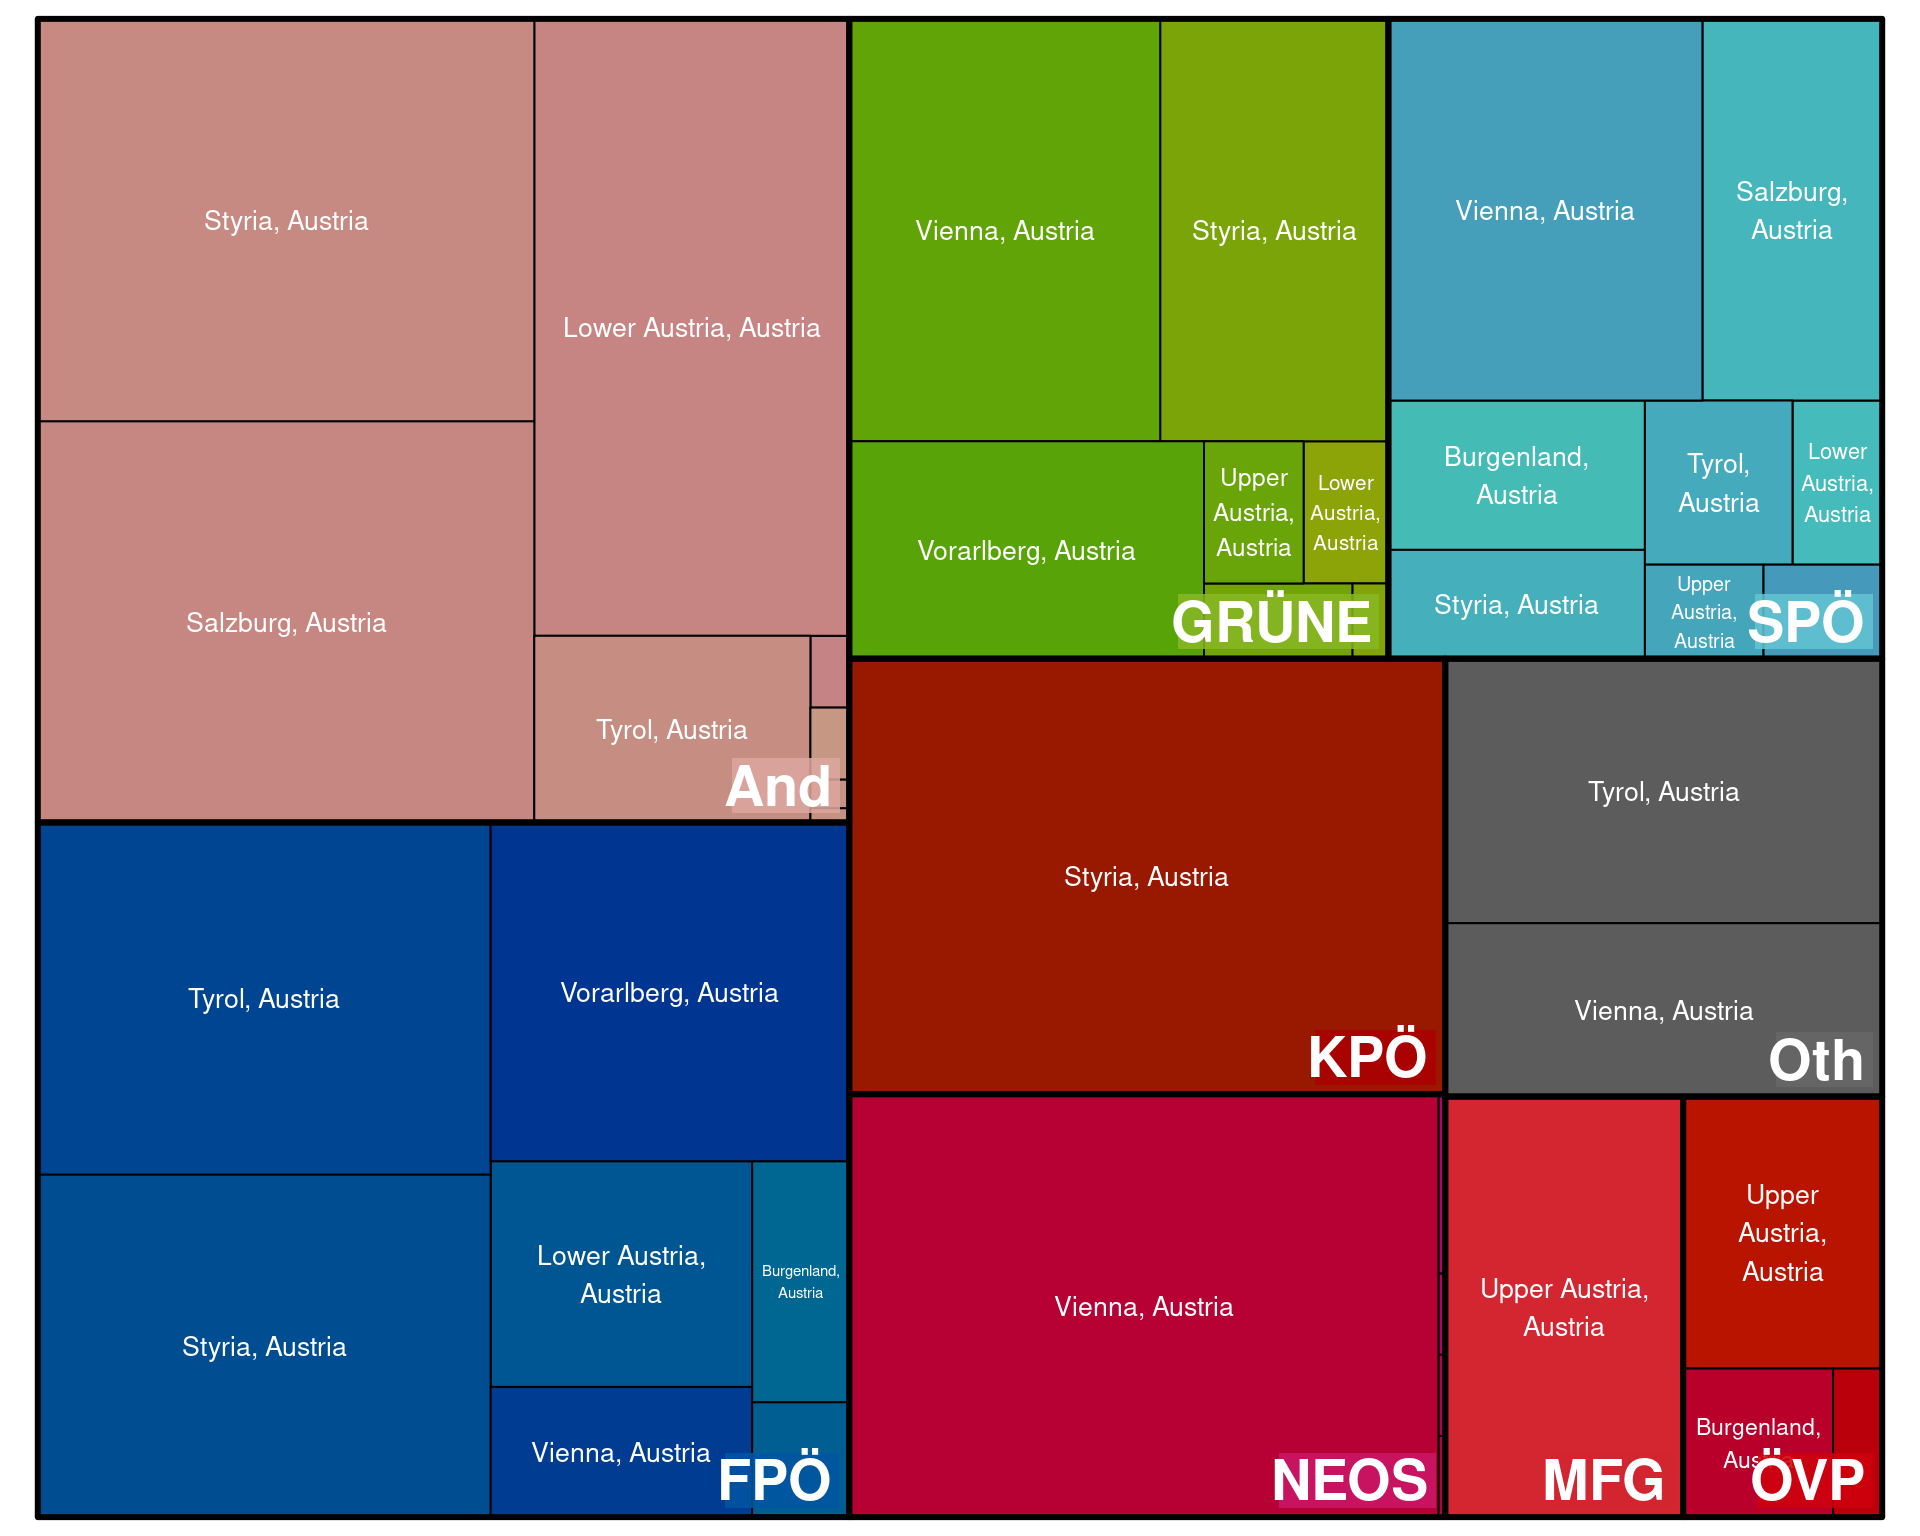 Styria, Austria
Lower Austria, Austria
Salzburg, Austria
Tyrol, Austria
And
Vienna, Austria
Styria, Austria
Vorarlberg, Austria
Upper
Austria,
Austria
Lower
Austria,
Austria
GRÜNE
Vienna, Austria
Salzburg,
Austria
Burgenland,
Austria
Tyrol,
Austria
Lower
Austria,
Austria
Styria, Austria
Upper
Austria,
Austria
SPÖ
Tyrol, Austria
Vorarlberg, Austria
Styria, Austria
Lower Austria,
Austria
Burgenland,
Austria
Vienna, Austria
FPÖ
Styria, Austria
KPÖ
Tyrol, Austria
Vienna, Austria
Oth
Vienna, Austria
NEOS
Upper Austria,
Austria
MFG
Upper
Austria,
Austria
Burgenland,
ÖVP